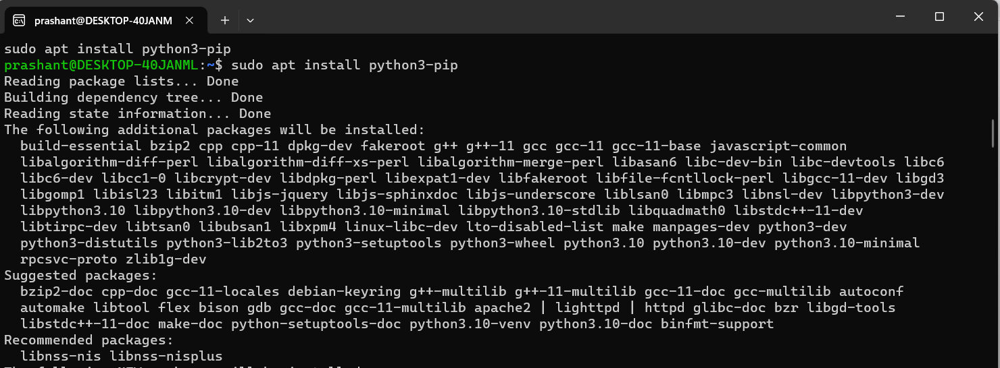 prashant@DESKTOP-40JANM
sudo apt install python3-pip
prashant@DESKTOP-40JANML:~$ sudo apt install python3-pip
Reading package lists... Done
Building dependency tree... Done
Reading state information... Done
The following additional packages will be installed:
  build-essential bzip2 cpp cpp-11 dpkg-dev fakeroot g++ g++-11 gcc gcc-11 gcc-11-base javascript-common
  libalgorithm-diff-perl libalgorithm-diff-xs-perl libalgorithm-merge-perl libasan6 libc-dev-bin libc-devtools libc6
  libc6-dev libcc1-0 libcrypt-dev libdpkg-perl libexpat1-dev libfakeroot libfile-fcntllock-perl libgcc-11-dev libgd3
  libgomp1 libisl23 libitm1 libjs-jquery libjs-sphinxdoc libjs-underscore liblsan0 libmpc3 libnsl-dev libpython3-dev
  libpython3.10 libpython3.10-dev libpython3.10-minimal libpython3.10-stdlib libquadmath0 libstdc++-11-dev
  libtirpc-dev libtsan0 libubsan1 libxpm4 linux-libc-dev lto-disabled-list make manpages-dev python3-dev
  python3-distutils python3-lib2to3 python3-setuptools python3-wheel python3.10 python3.10-dev python3.10-minimal
  rpcsvc-proto zlib1g-dev
Suggested packages:
  bzip2-doc cpp-doc gcc-11-locales debian-keyring g++-multilib g++-11-multilib gcc-11-doc gcc-multilib autoconf
  automake libtool flex bison gdb gcc-doc gcc-11-multilib apache2 | lighttpd | httpd glibc-doc bzr libgd-tools
  libstdc++-11-doc make-doc python-setuptools-doc python3.10-venv python3.10-doc binfmt-support
Recommended packages:
  libnss-nis libnss-nisplus